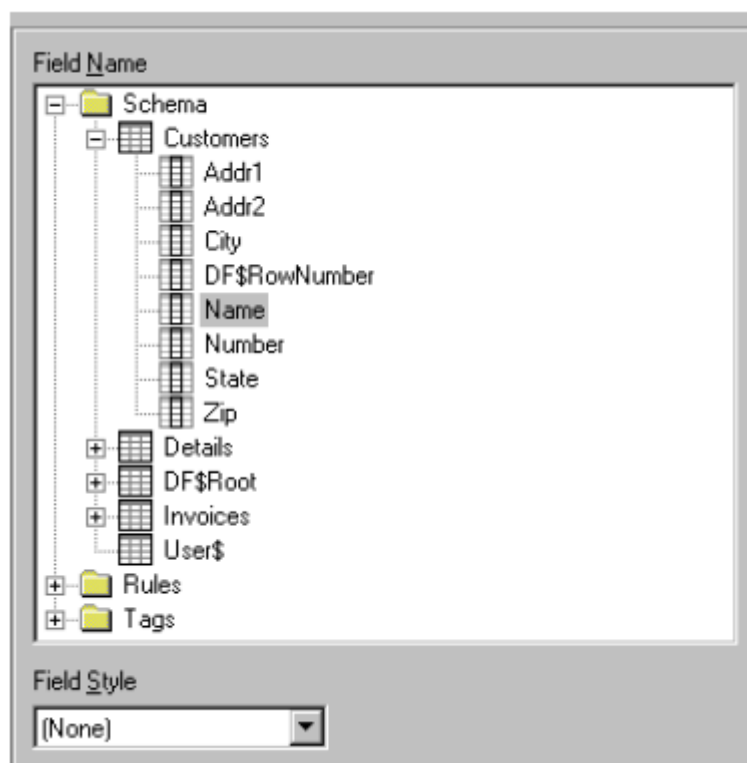 Field Name
Schema
Customers
Addr1
Addr2
City
DF$RowNumber
Name
Number
State
Zip
Details
DF$Root
Invoices
User$
Rules
Tags
Field Style
(None)